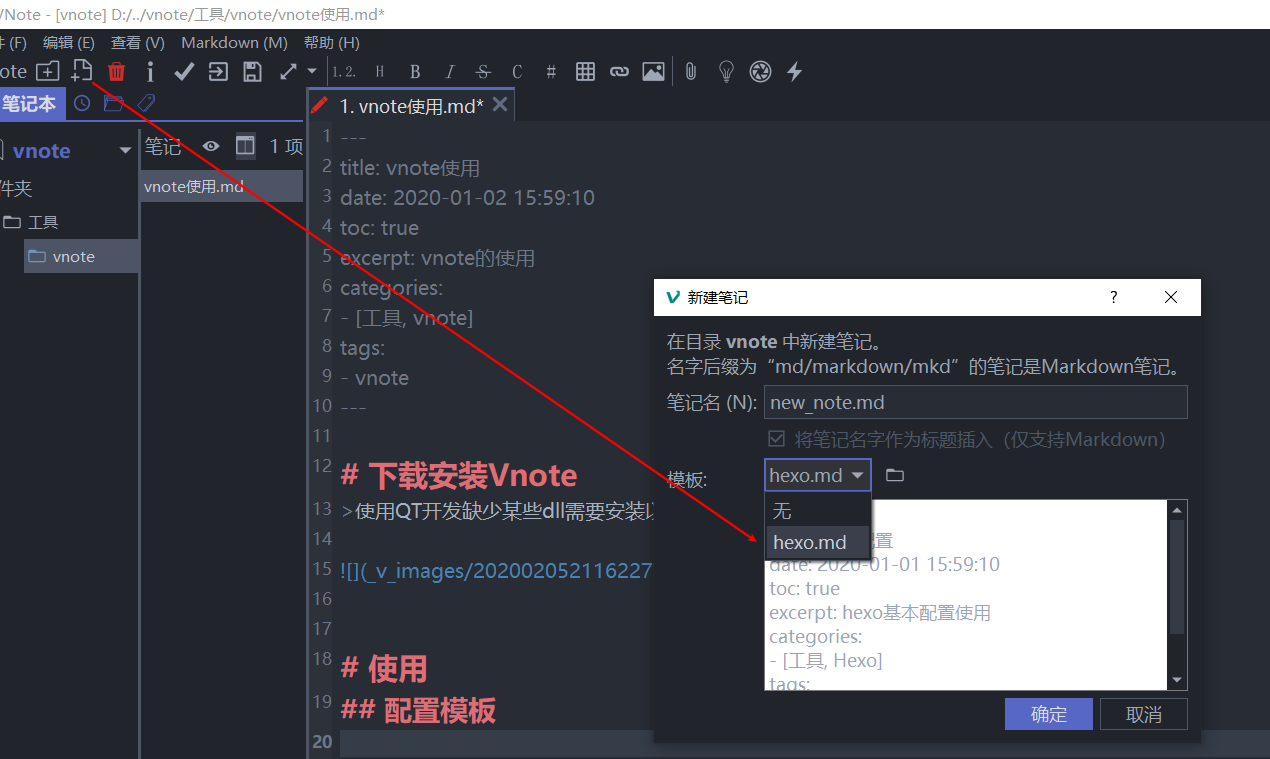 VNote - [vnote] D:/../vnote/工具/vnote/vnote使用.md*
(F) 编辑 (E) 查看 (V) Markdown (M) 帮助 (H)
ote 1. 2. H B I S C #
笔记本
1. vnote使用.md*
vnote
笔记 1 项
件夹
vnote使用.md
工具
vnote
1 ---
2 title: vnote使用
3 date: 2020-01-02 15:59:10
4 toc: true
5 excerpt: vnote的使用
6 categories:
7 - [工具, vnote]
8 tags:
9 - vnote
10 ---
11
12 # 下载安装Vnote
13 >使用QT开发缺少某些dll需要安装以
14
15 ![](_v_images/202002052116227
16
17
18 # 使用
19 ## 配置模板
20
新建笔记 ?
在目录 vnote 中新建笔记。
名字后缀为“md/markdown/mkd”的笔记是Markdown笔记。
笔记名 (N): new_note.md
将笔记名字作为标题插入（仅支持Markdown）
模板: hexo.md
无
hexo.md
置
date: 2020-01-01 15:59:10
toc: true
excerpt: hexo基本配置使用
categories:
- [工具, Hexo]
tags:
确定 取消